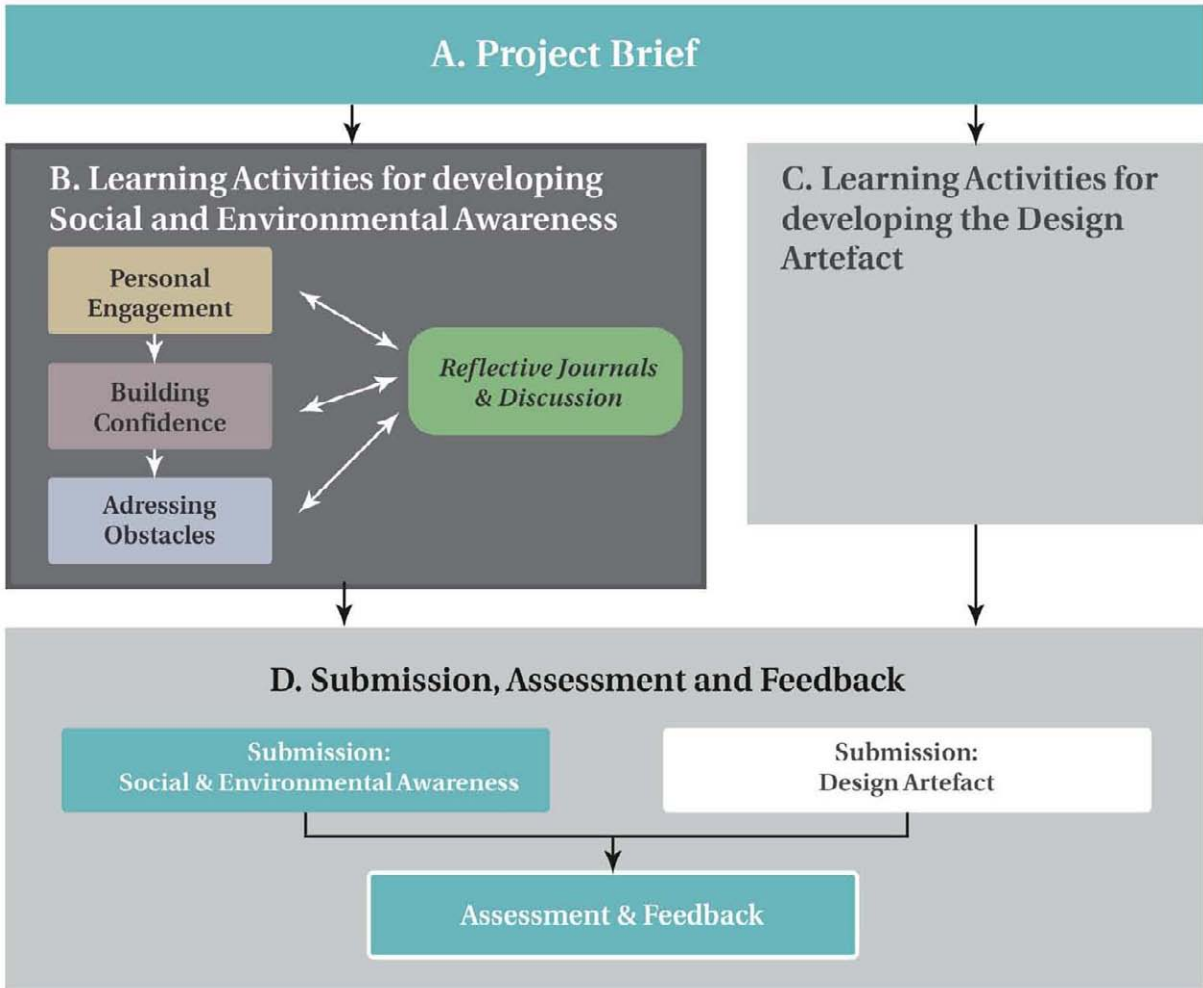 A. Project Brief
B. Learning Activities for developing
Social and Environmental Awareness
Personal
Engagement
Building
Confidence
Adressing
Obstacles
Reflective Journals
& Discussion
C. Learning Activities for
developing the Design
Artefact
D. Submission, Assessment and Feedback
Submission:
Social & Environmental Awareness
Submission:
Design Artefact
Assessment & Feedback